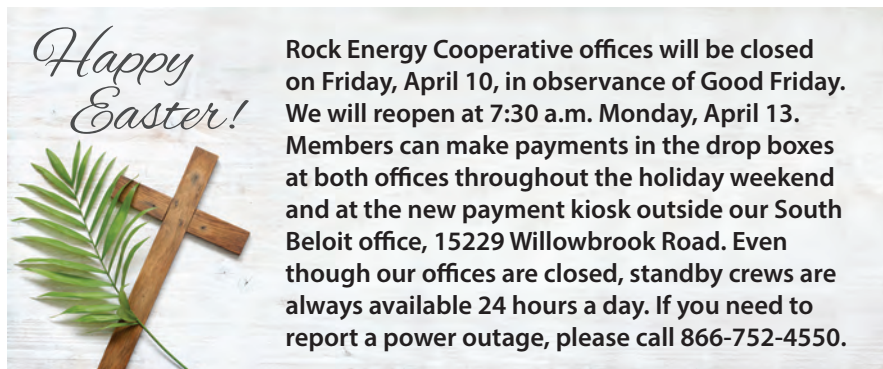 Happy
Easter!
Rock Energy Cooperative offices will be closed
on Friday, April 10, in observance of Good Friday.
We will reopen at 7:30 a.m. Monday, April 13.
Members can make payments in the drop boxes
at both offices throughout the holiday weekend
and at the new payment kiosk outside our South
Beloit office, 15229 Willowbrook Road. Even
though our offices are closed, standby crews are
always available 24 hours a day. If you need to
report a power outage, please call 866-752-4550.